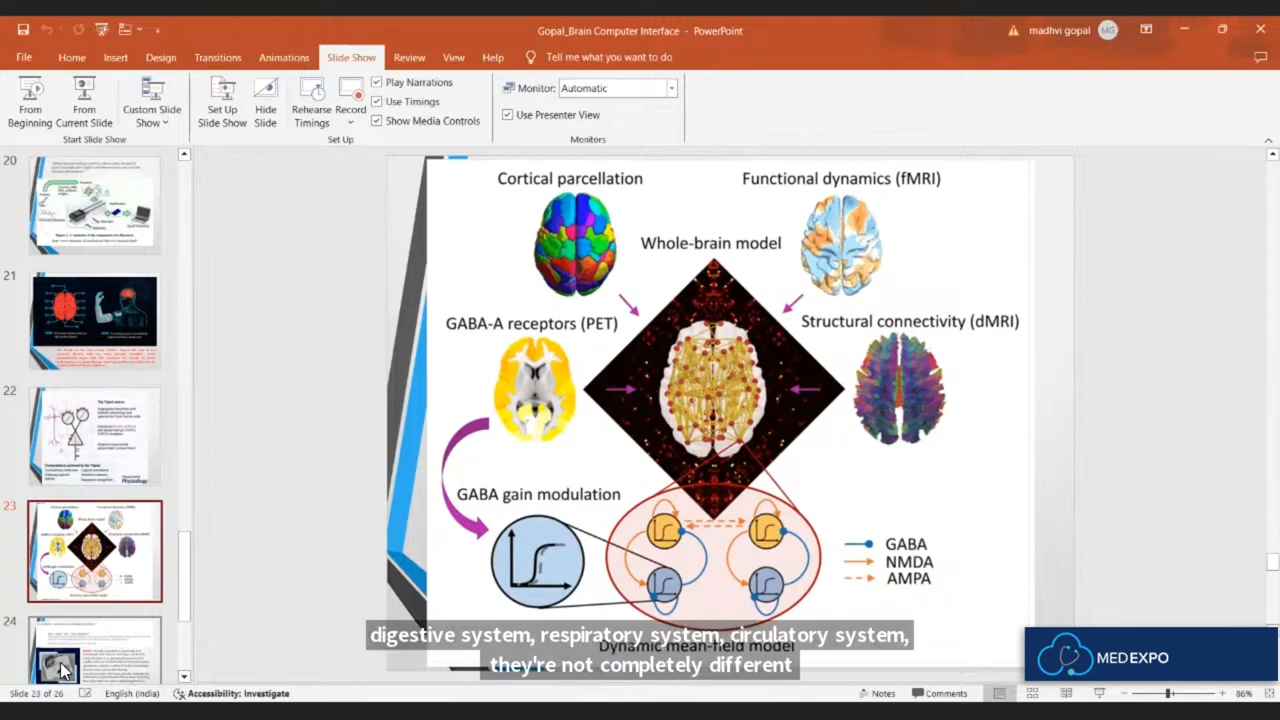 Gopal_Brain Computer Interface - PowerPoint
madhvi gopal
MG
File
Home
Insert
Design
Transitions
Animations
Slide Show
Review
View
Help
Tell me what you want to do
From Beginning
From Current Slide
Custom Slide Show
Set Up Slide Show
Hide Slide
Rehearse Timings
Record
Play Narrations
Use Timings
Show Media Controls
Monitor: Automatic
Use Presenter View
Start Slide Show
Set Up
Monitors
20
21
22
The Tripod neuron
Physiology
23
24
Cortical parcellation
Functional dynamics (fMRI)
Whole-brain model
GABA-A receptors (PET)
Structural connectivity (dMRI)
GABA gain modulation
GABA
NMDA
AMPA
Dynamic mean-field model
digestive system, respiratory system, circulatory system,
they're not completely different
MEDEXPO
Slide 23 of 26
English (India)
Accessibility: Investigate
Notes
Comments
86%